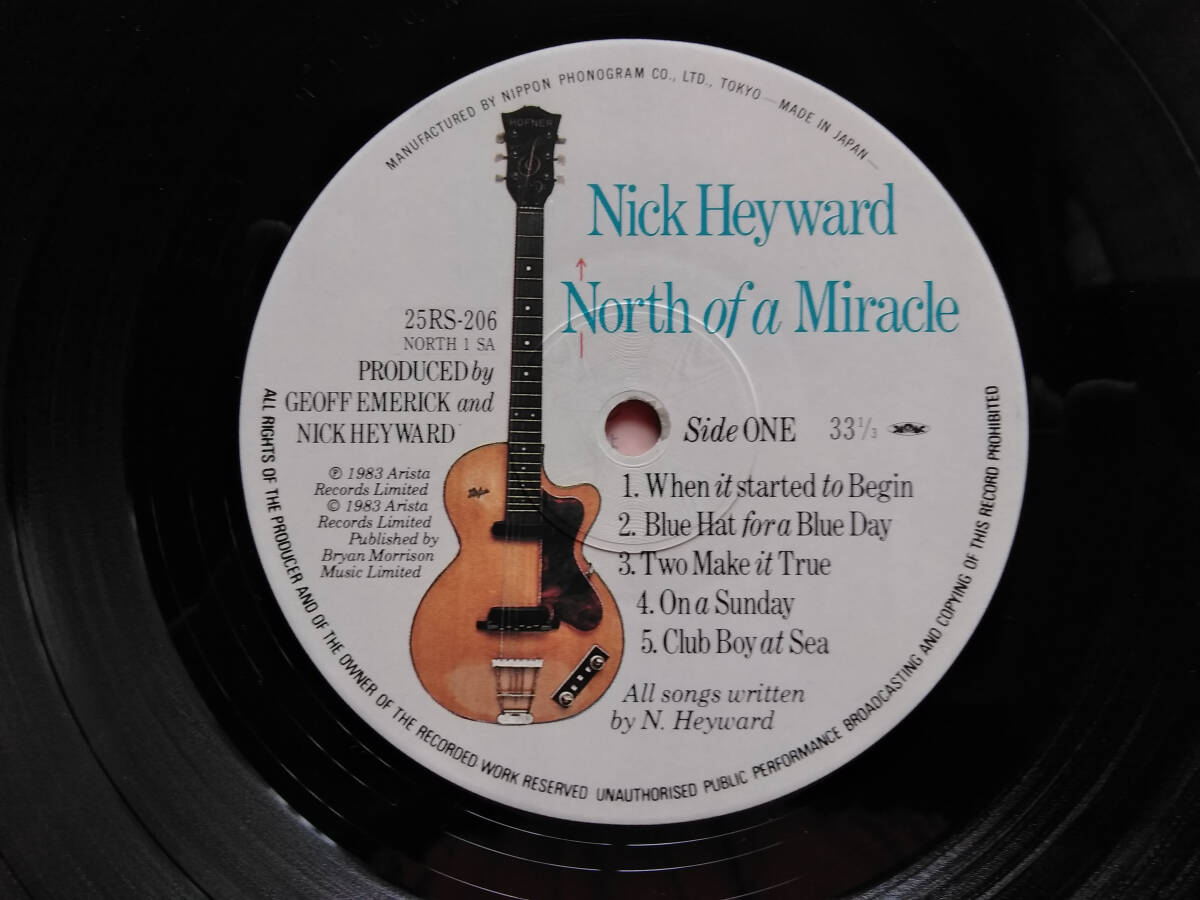 MANUFACTURED BY NIPPON PHONOGRAM CO., LTD., TOKYO — MADE IN JAPAN —
HOFNER
Nick Heyward
North of a Miracle
25RS-206
NORTH 1 SA
PRODUCED by
GEOFF EMERICK and
NICK HEYWARD
℗ 1983 Arista
Records Limited
© 1983 Arista
Records Limited
Published by
Bryan Morrison
Music Limited
Side ONE 33 1/3
1. When it started to Begin
2. Blue Hat for a Blue Day
3. Two Make it True
4. On a Sunday
5. Club Boy at Sea
All songs written
by N. Heyward
ALL RIGHTS OF THE PRODUCER AND OF THE OWNER OF THE RECORDED WORK RESERVED UNAUTHORISED PUBLIC PERFORMANCE BROADCASTING AND COPYING OF THIS RECORD PROHIBITED